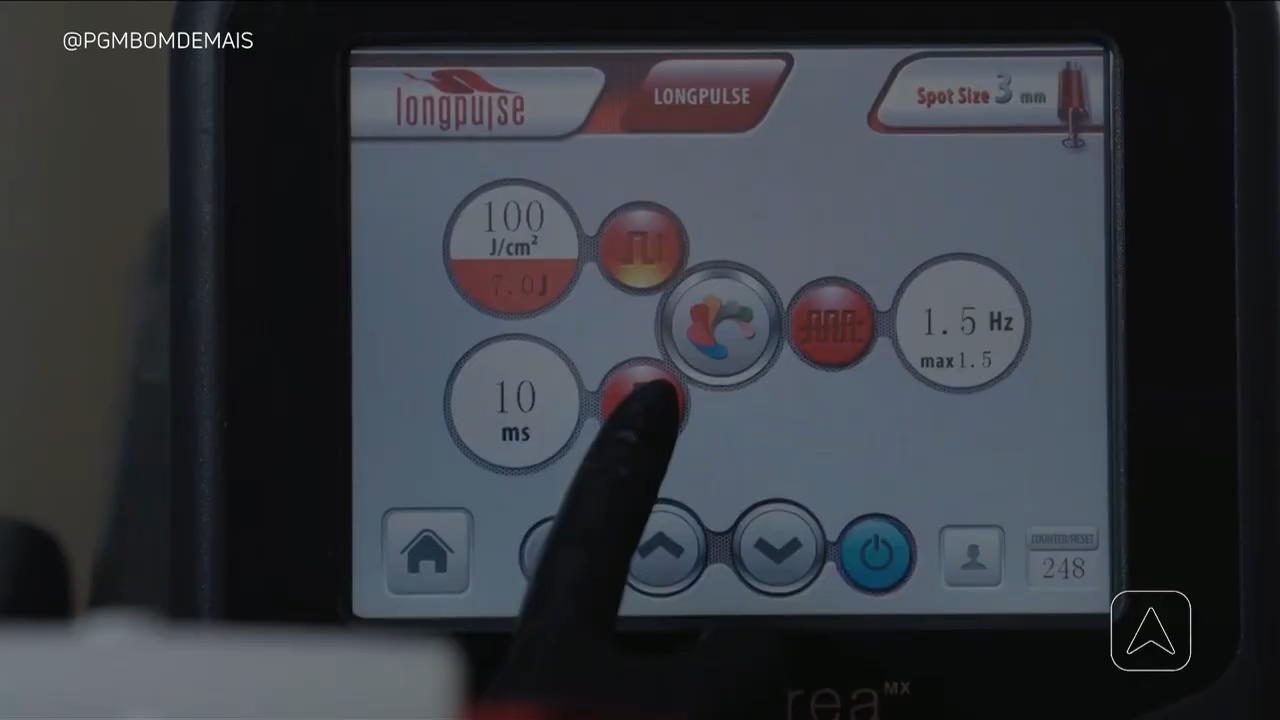 @PGMBOMDEMAIS
longpulse
LONGPULSE
Spot Size 3 mm
100
J/cm²
7.0J
1.5 Hz
max1.5
10
ms
COUNTER/RESET
248
rea MX